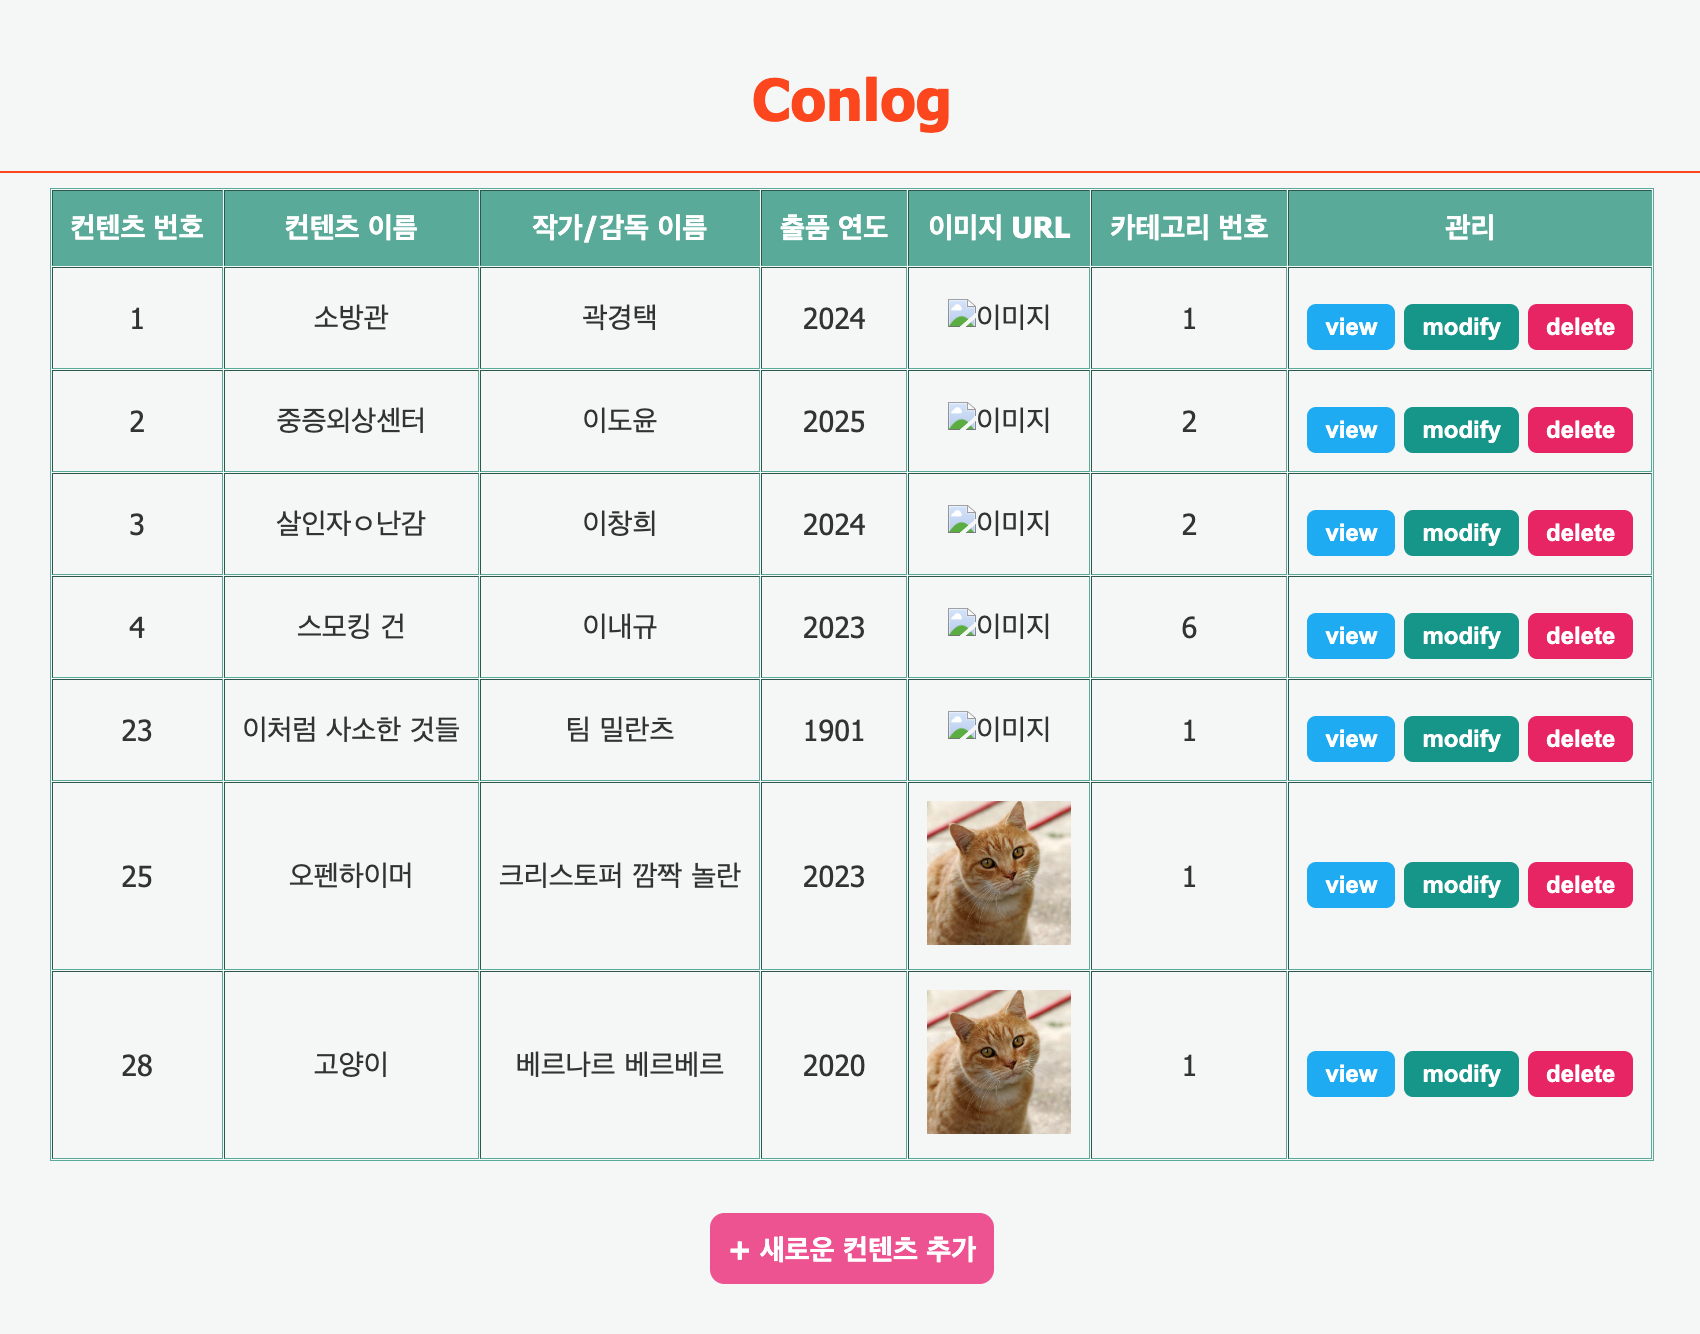 Conlog
컨텐츠 번호 컨텐츠 이름 작가/감독 이름 출품 연도 이미지 URL 카테고리 번호 관리
1 소방관 곽경택 2024 이미지 1 view modify delete
2 중증외상센터 이도윤 2025 이미지 2 view modify delete
3 살인자ㅇ난감 이창희 2024 이미지 2 view modify delete
4 스모킹 건 이내규 2023 이미지 6 view modify delete
23 이처럼 사소한 것들 팀 밀란츠 1901 이미지 1 view modify delete
25 오펜하이머 크리스토퍼 깜짝 놀란 2023 1 view modify delete
28 고양이 베르나르 베르베르 2020 1 view modify delete
+ 새로운 컨텐츠 추가